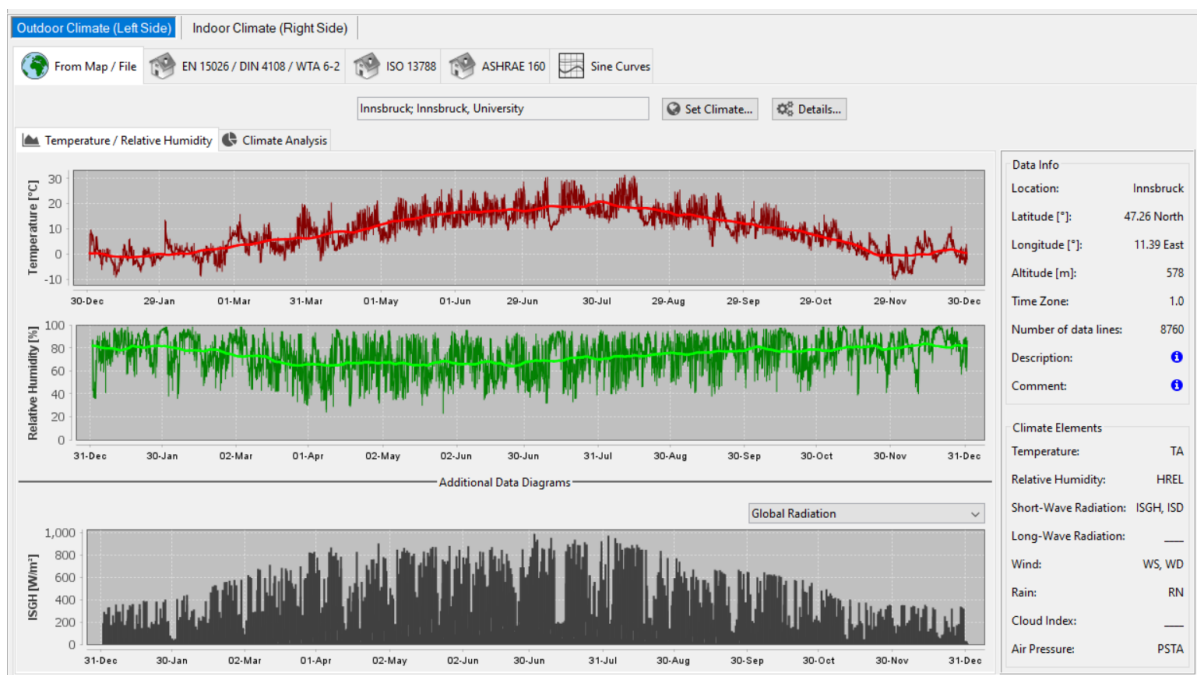 Outdoor Climate (Left Side) Indoor Climate (Right Side)
From Map / File EN 15026 / DIN 4108 / WTA 6-2 ISO 13788 ASHRAE 160 Sine Curves
Innsbruck; Innsbruck, University Set Climate... Details...
Temperature / Relative Humidity Climate Analysis
Temperature [°C]
30
20
10
0
-10
30-Dec 29-Jan 01-Mar 31-Mar 01-May 01-Jun 29-Jun 30-Jul 29-Aug 29-Sep 29-Oct 29-Nov 30-Dec
Relative Humidity [%]
100
80
60
40
20
0
31-Dec 30-Jan 02-Mar 01-Apr 02-May 02-Jun 30-Jun 31-Jul 30-Aug 30-Sep 30-Oct 30-Nov 31-Dec
Additional Data Diagrams
Global Radiation
ISGH [W/m²]
1,000
800
600
400
200
0
31-Dec 30-Jan 02-Mar 01-Apr 02-May 02-Jun 30-Jun 31-Jul 30-Aug 30-Sep 30-Oct 30-Nov 31-Dec
Data Info
Location: Innsbruck
Latitude [°]: 47.26 North
Longitude [°]: 11.39 East
Altitude [m]: 578
Time Zone: 1.0
Number of data lines: 8760
Description:
Comment:
Climate Elements
Temperature: TA
Relative Humidity: HREL
Short-Wave Radiation: ISGH, ISD
Long-Wave Radiation: ___
Wind: WS, WD
Rain: RN
Cloud Index: ___
Air Pressure: PSTA